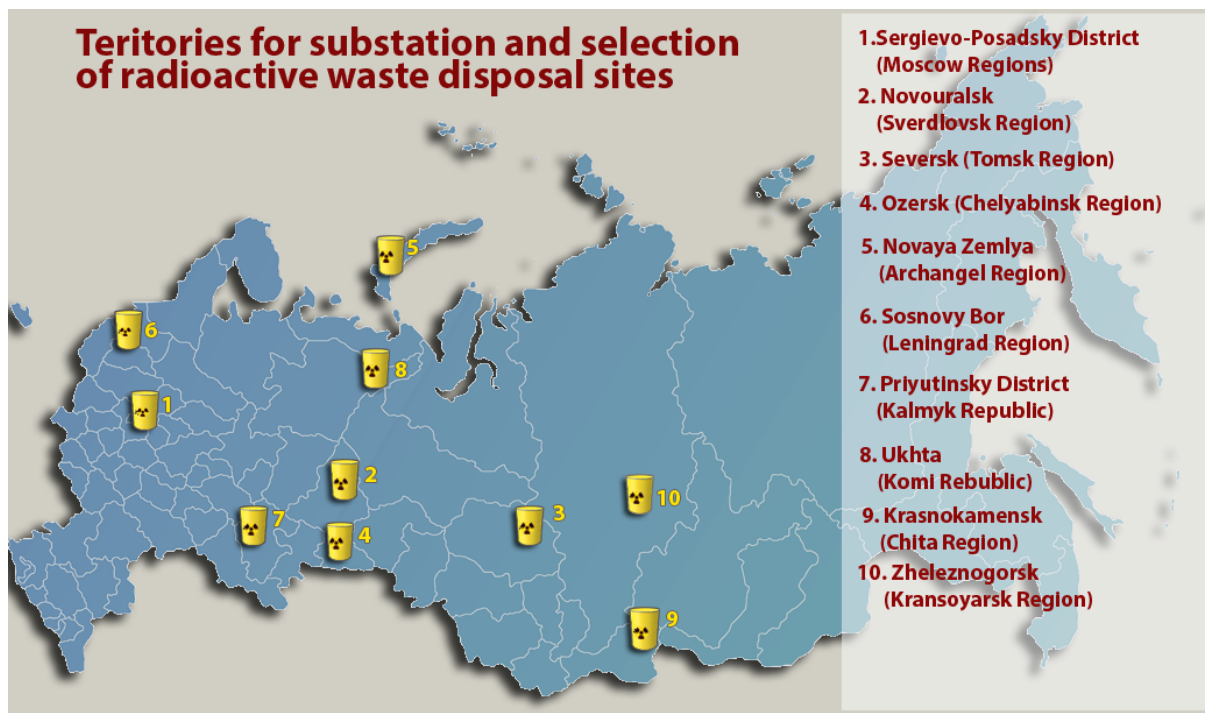 Teritories for substation and selection
of radioactive waste disposal sites
1.Sergievo-Posadsky District
(Moscow Regions)
2. Novouralsk
(Sverdlovsk Region)
3. Seversk (Tomsk Region)
4. Ozersk (Chelyabinsk Region)
5. Novaya Zemlya
(Archangel Region)
6. Sosnovy Bor
(Leningrad Region)
7. Priyutinsky District
(Kalmyk Republic)
8. Ukhta
(Komi Rebublic)
9. Krasnokamensk
(Chita Region)
10. Zheleznogorsk
(Kransoyarsk Region)
5
6
8
1
2
10
7
3
4
9